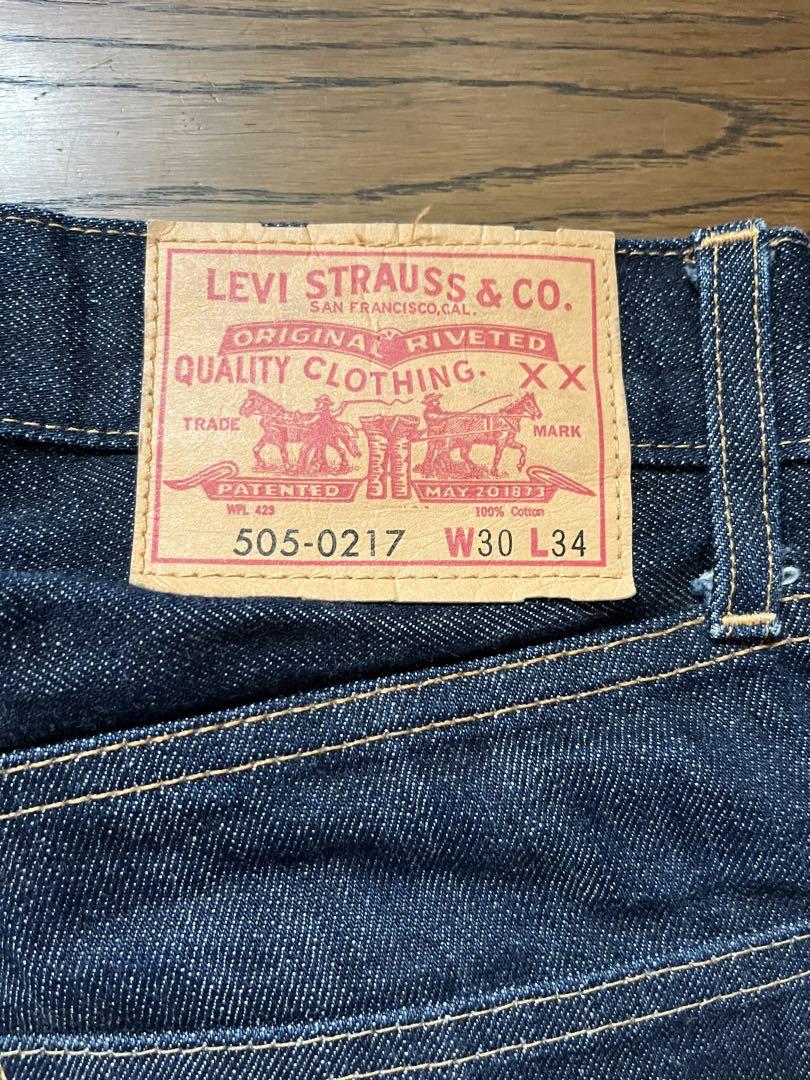 LEVI STRAUSS & CO.
SAN FRANCISCO, CAL.
ORIGINAL RIVETED
QUALITY CLOTHING. XX
TRADE MARK
PATENTED MAY 20 1873
WPL 423 100% Cotton
505-0217 W30 L34